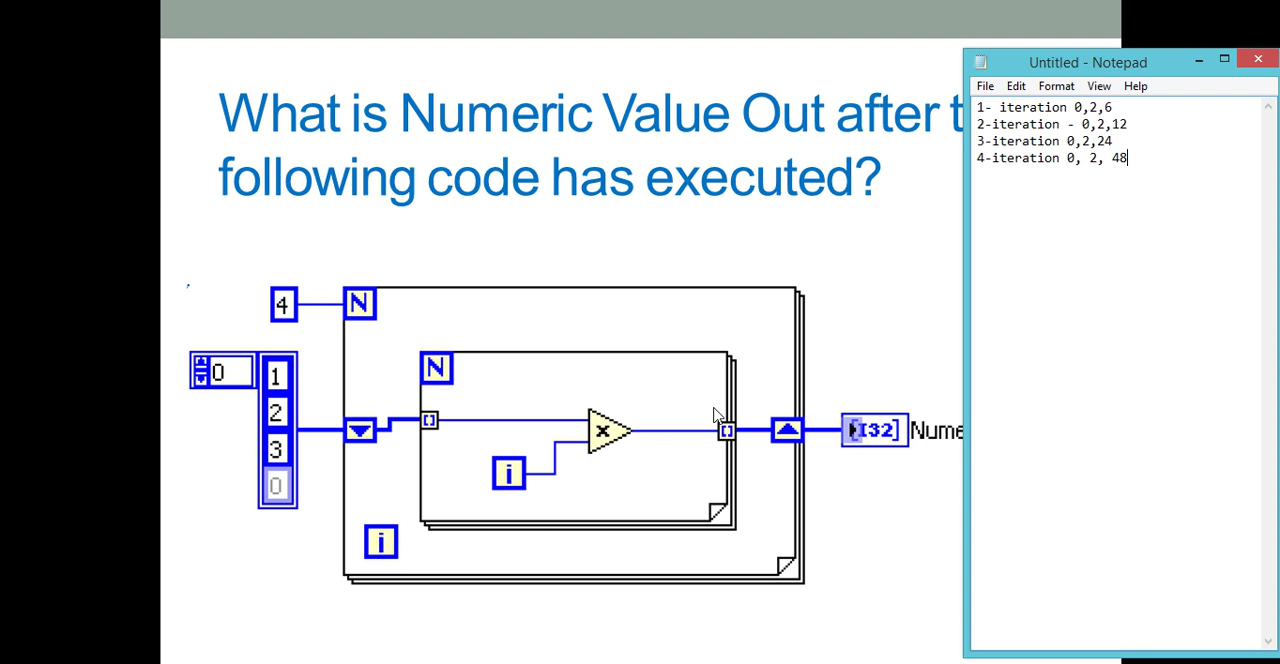 What is Numeric Value Out after t
following code has executed?
4
N
0
1
2
3
0
N
[]
x
i
[]
i
I32
Nume
Untitled - Notepad
File Edit Format View Help
1- iteration 0,2,6
2-iteration - 0,2,12
3-iteration 0,2,24
4-iteration 0, 2, 48